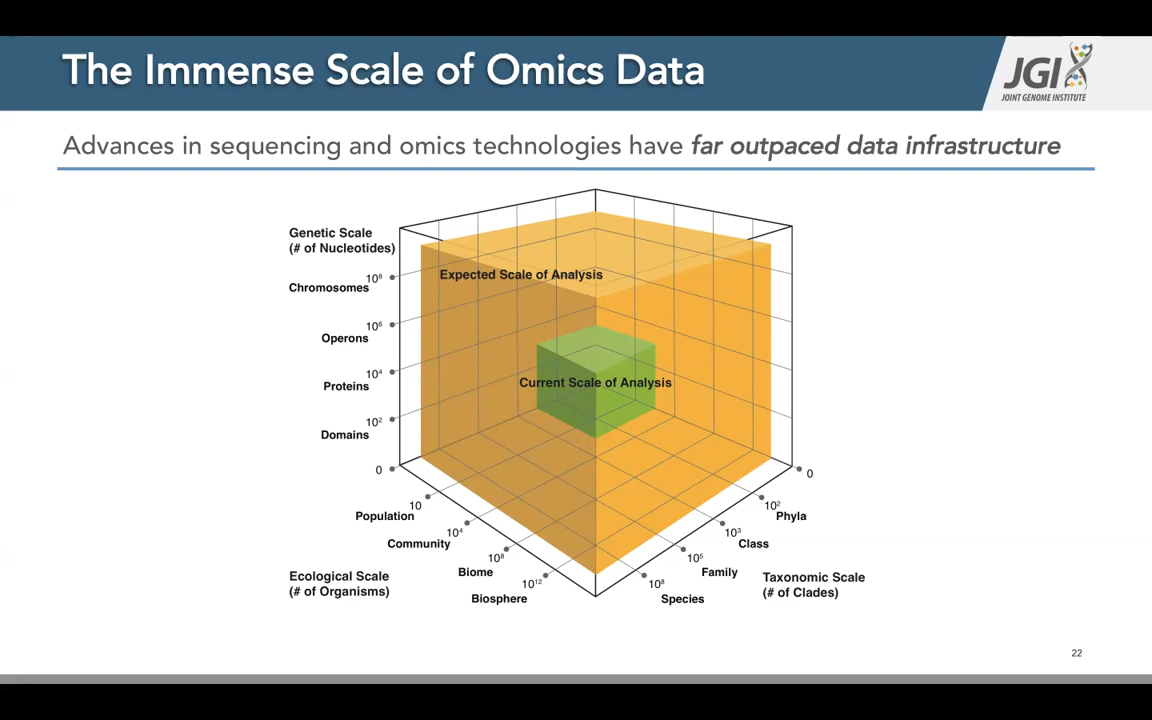 The Immense Scale of Omics Data
JGI
JOINT GENOME INSTITUTE
Advances in sequencing and omics technologies have far outpaced data infrastructure
Genetic Scale
(# of Nucleotides)
Expected Scale of Analysis
10⁸
Chromosomes
10⁶
Operons
10⁴
Proteins
Current Scale of Analysis
10²
Domains
0
0
10
Population
10²
Phyla
10⁴
Community
10³
Class
10⁸
Biome
10⁵
Family
10¹²
Biosphere
10⁸
Species
Ecological Scale
(# of Organisms)
Taxonomic Scale
(# of Clades)
22